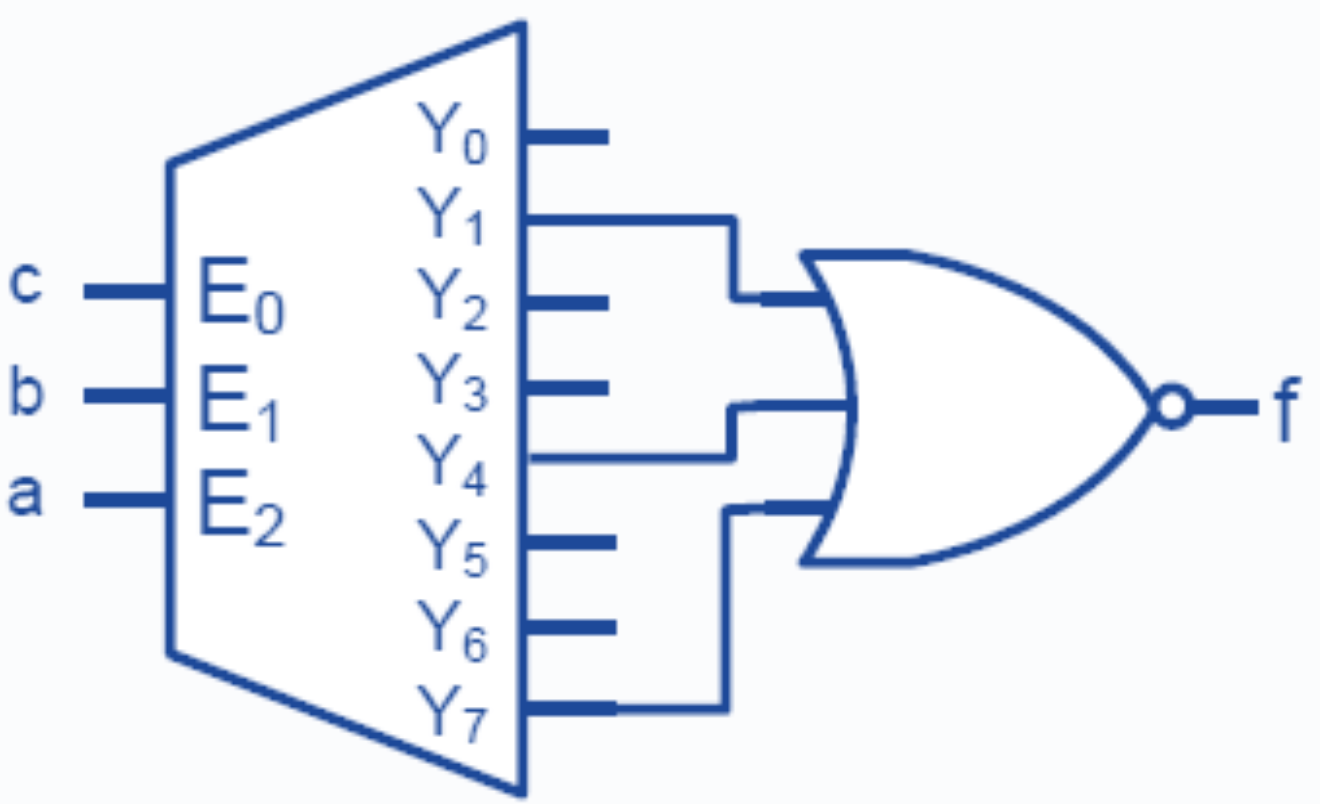 Y₀
Y₁
c E₀ Y₂
b E₁ Y₃ f
a E₂ Y₄
Y₅
Y₆
Y₇